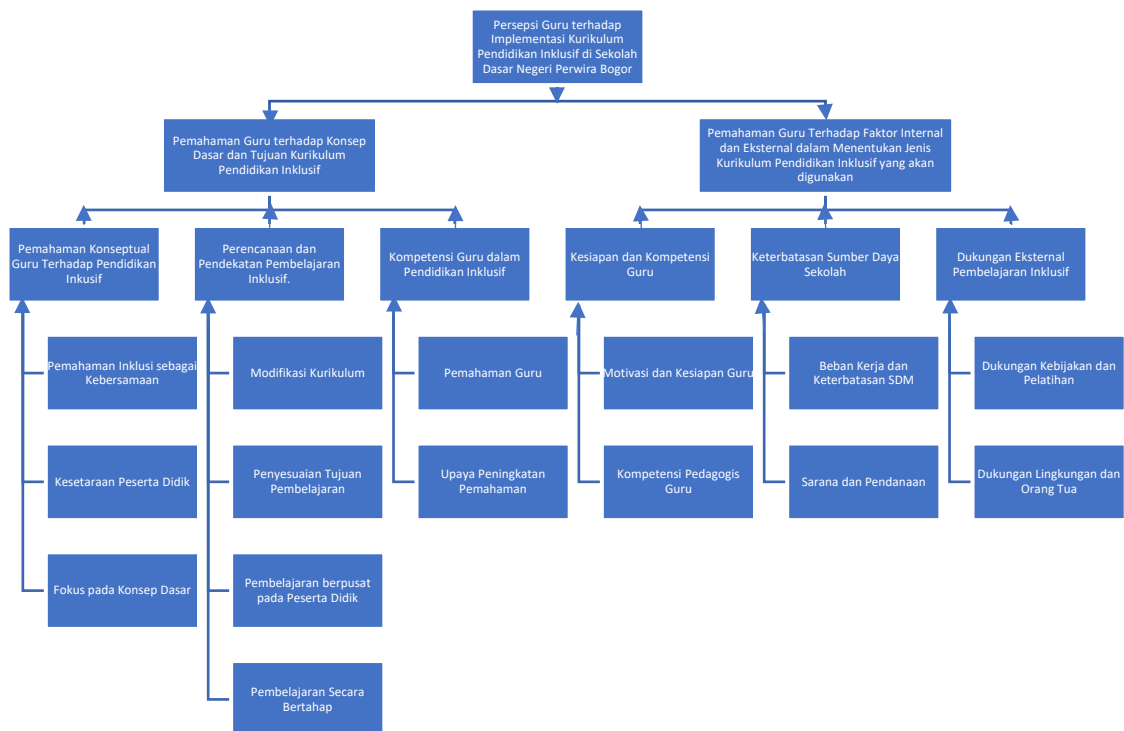 Persepsi Guru terhadap
Implementasi Kurikulum
Pendidikan Inklusif di Sekolah
Dasar Negeri Perwira Bogor
Pemahaman Guru terhadap Konsep
Dasar dan Tujuan Kurikulum
Pendidikan Inklusif
Pemahaman Guru Terhadap Faktor Internal
dan Eksternal dalam Menentukan Jenis
Kurikulum Pendidikan Inklusif yang akan
digunakan
Pemahaman Konseptual
Guru Terhadap Pendidikan
Inkusif
Perencanaan dan
Pendekatan Pembelajaran
Inklusif.
Kompetensi Guru dalam
Pendidikan Inklusif
Kesiapan dan Kompetensi
Guru
Keterbatasan Sumber Daya
Sekolah
Dukungan Eksternal
Pembelajaran Inklusif
Pemahaman Inklusi sebagai
Kebersamaan
Modifikasi Kurikulum
Pemahaman Guru
Motivasi dan Kesiapan Guru
Beban Kerja dan
Keterbatasan SDM
Dukungan Kebijakan dan
Pelatihan
Kesetaraan Peserta Didik
Penyesuaian Tujuan
Pembelajaran
Upaya Peningkatan
Pemahaman
Kompetensi Pedagogis
Guru
Sarana dan Pendanaan
Dukungan Lingkungan dan
Orang Tua
Fokus pada Konsep Dasar
Pembelajaran berpusat
pada Peserta Didik
Pembelajaran Secara
Bertahap